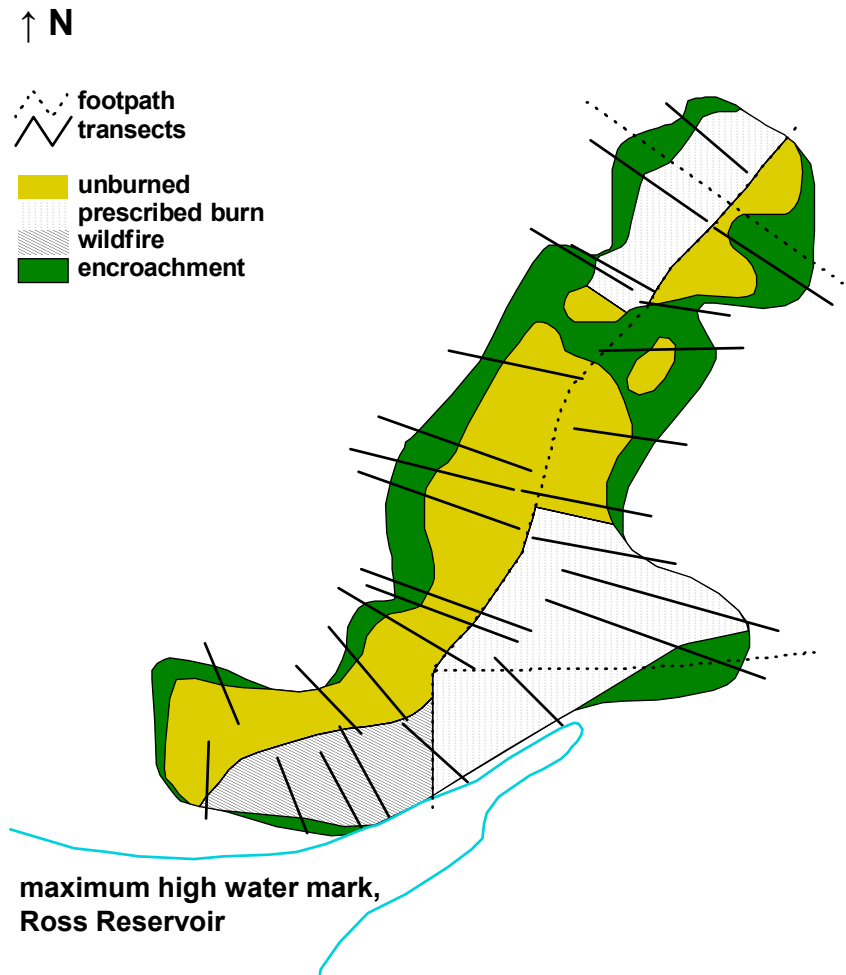 ↑ N
footpath
transects
unburned
prescribed burn
wildfire
encroachment
maximum high water mark,
Ross Reservoir